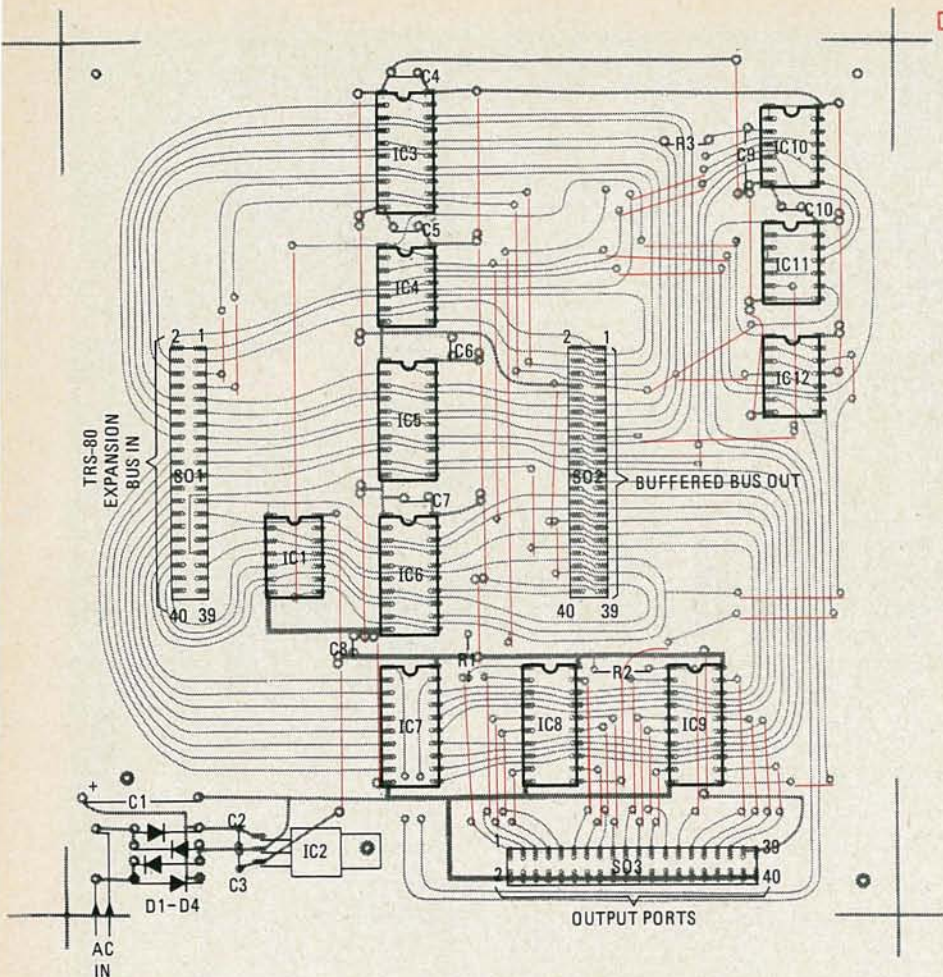 C4
IC3
R3
C9
IC10
C5
C10
IC4
IC11
2 1
C6
2 1
IC12
IC5
TRS-80
EXPANSION
BUS IN
SO1
SO2
BUFFERED BUS OUT
C7
IC1
IC6
40 39
40 39
C8
R1
R2
IC7
IC8
IC9
+
C1
C2
IC2
C3
D1-D4
39
SO3
2
40
OUTPUT PORTS
AC
IN